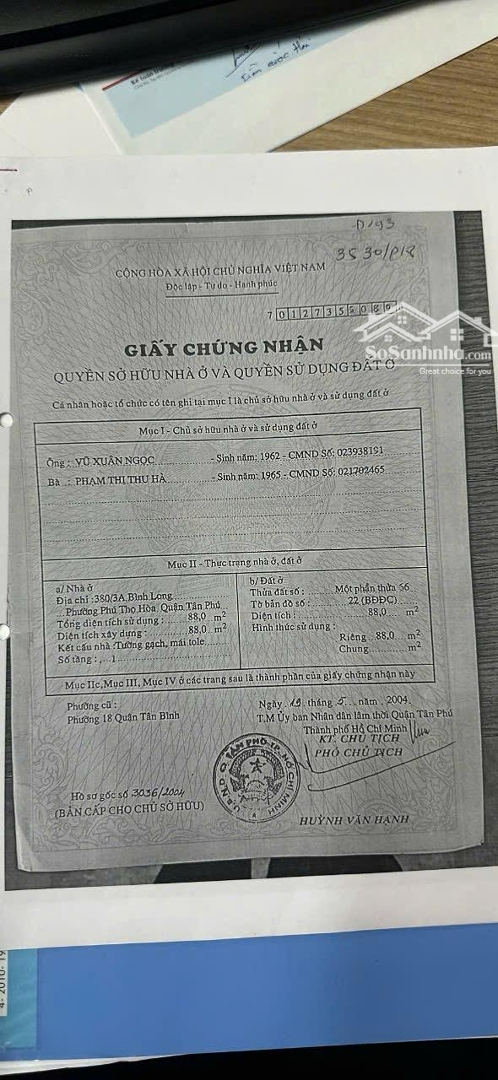 Tiền nước thải
D193
3530/P18
CỘNG HÒA XÃ HỘI CHỦ NGHĨA VIỆT NAM
Độc lập - Tự do - Hạnh phúc
7 0127355089
SoSanhnha.com
Great choice for you
GIẤY CHỨNG NHẬN
QUYỀN SỞ HỮU NHÀ Ở VÀ QUYỀN SỬ DỤNG ĐẤT Ở
Cá nhân hoặc tổ chức có tên ghi tại mục I là chủ sở hữu nhà ở và sử dụng đất ở
Mục I - Chủ sở hữu nhà ở và sử dụng đất ở
Ông : VŨ XUÂN NGỌC - Sinh năm: 1962 - CMND Số: 023938191
Bà : PHẠM THỊ THU HÀ - Sinh năm: 1965 - CMND Số: 021702465
Mục II - Thực trạng nhà ở, đất ở
a/ Nhà ở
Địa chỉ :380/3A Bình Long
Phường Phú Thọ Hòa, Quận Tân Phú
Tổng diện tích sử dụng : 88,0 m²
Diện tích xây dựng : 88,0 m²
Kết cấu nhà :Tường gạch, mái tole
Số tầng : 1
b/ Đất ở
Thửa đất số : Một phần thửa 56
Tờ bản đồ số : 22 (BĐĐC)
Diện tích : 88,0 m²
Hình thức sử dụng :
Riêng 88,0 m²
Chung m²
Mục IIc, Mục III, Mục IV ở các trang sau là thành phần của giấy chứng nhận này
Phường cũ :
Phường 18 Quận Tân Bình
Ngày 19 tháng 5 năm 2004
T.M Ủy ban Nhân dân lâm thời Quận Tân Phú
Thành phố Hồ Chí Minh
KT. CHỦ TỊCH
PHÓ CHỦ TỊCH
U.B.N.D Q TÂN PHÚ-TP.HỒ CHÍ MINH
Hồ sơ gốc số 3036/2004
(BẢN CẤP CHO CHỦ SỞ HỮU)
HUỲNH VĂN HẠNH